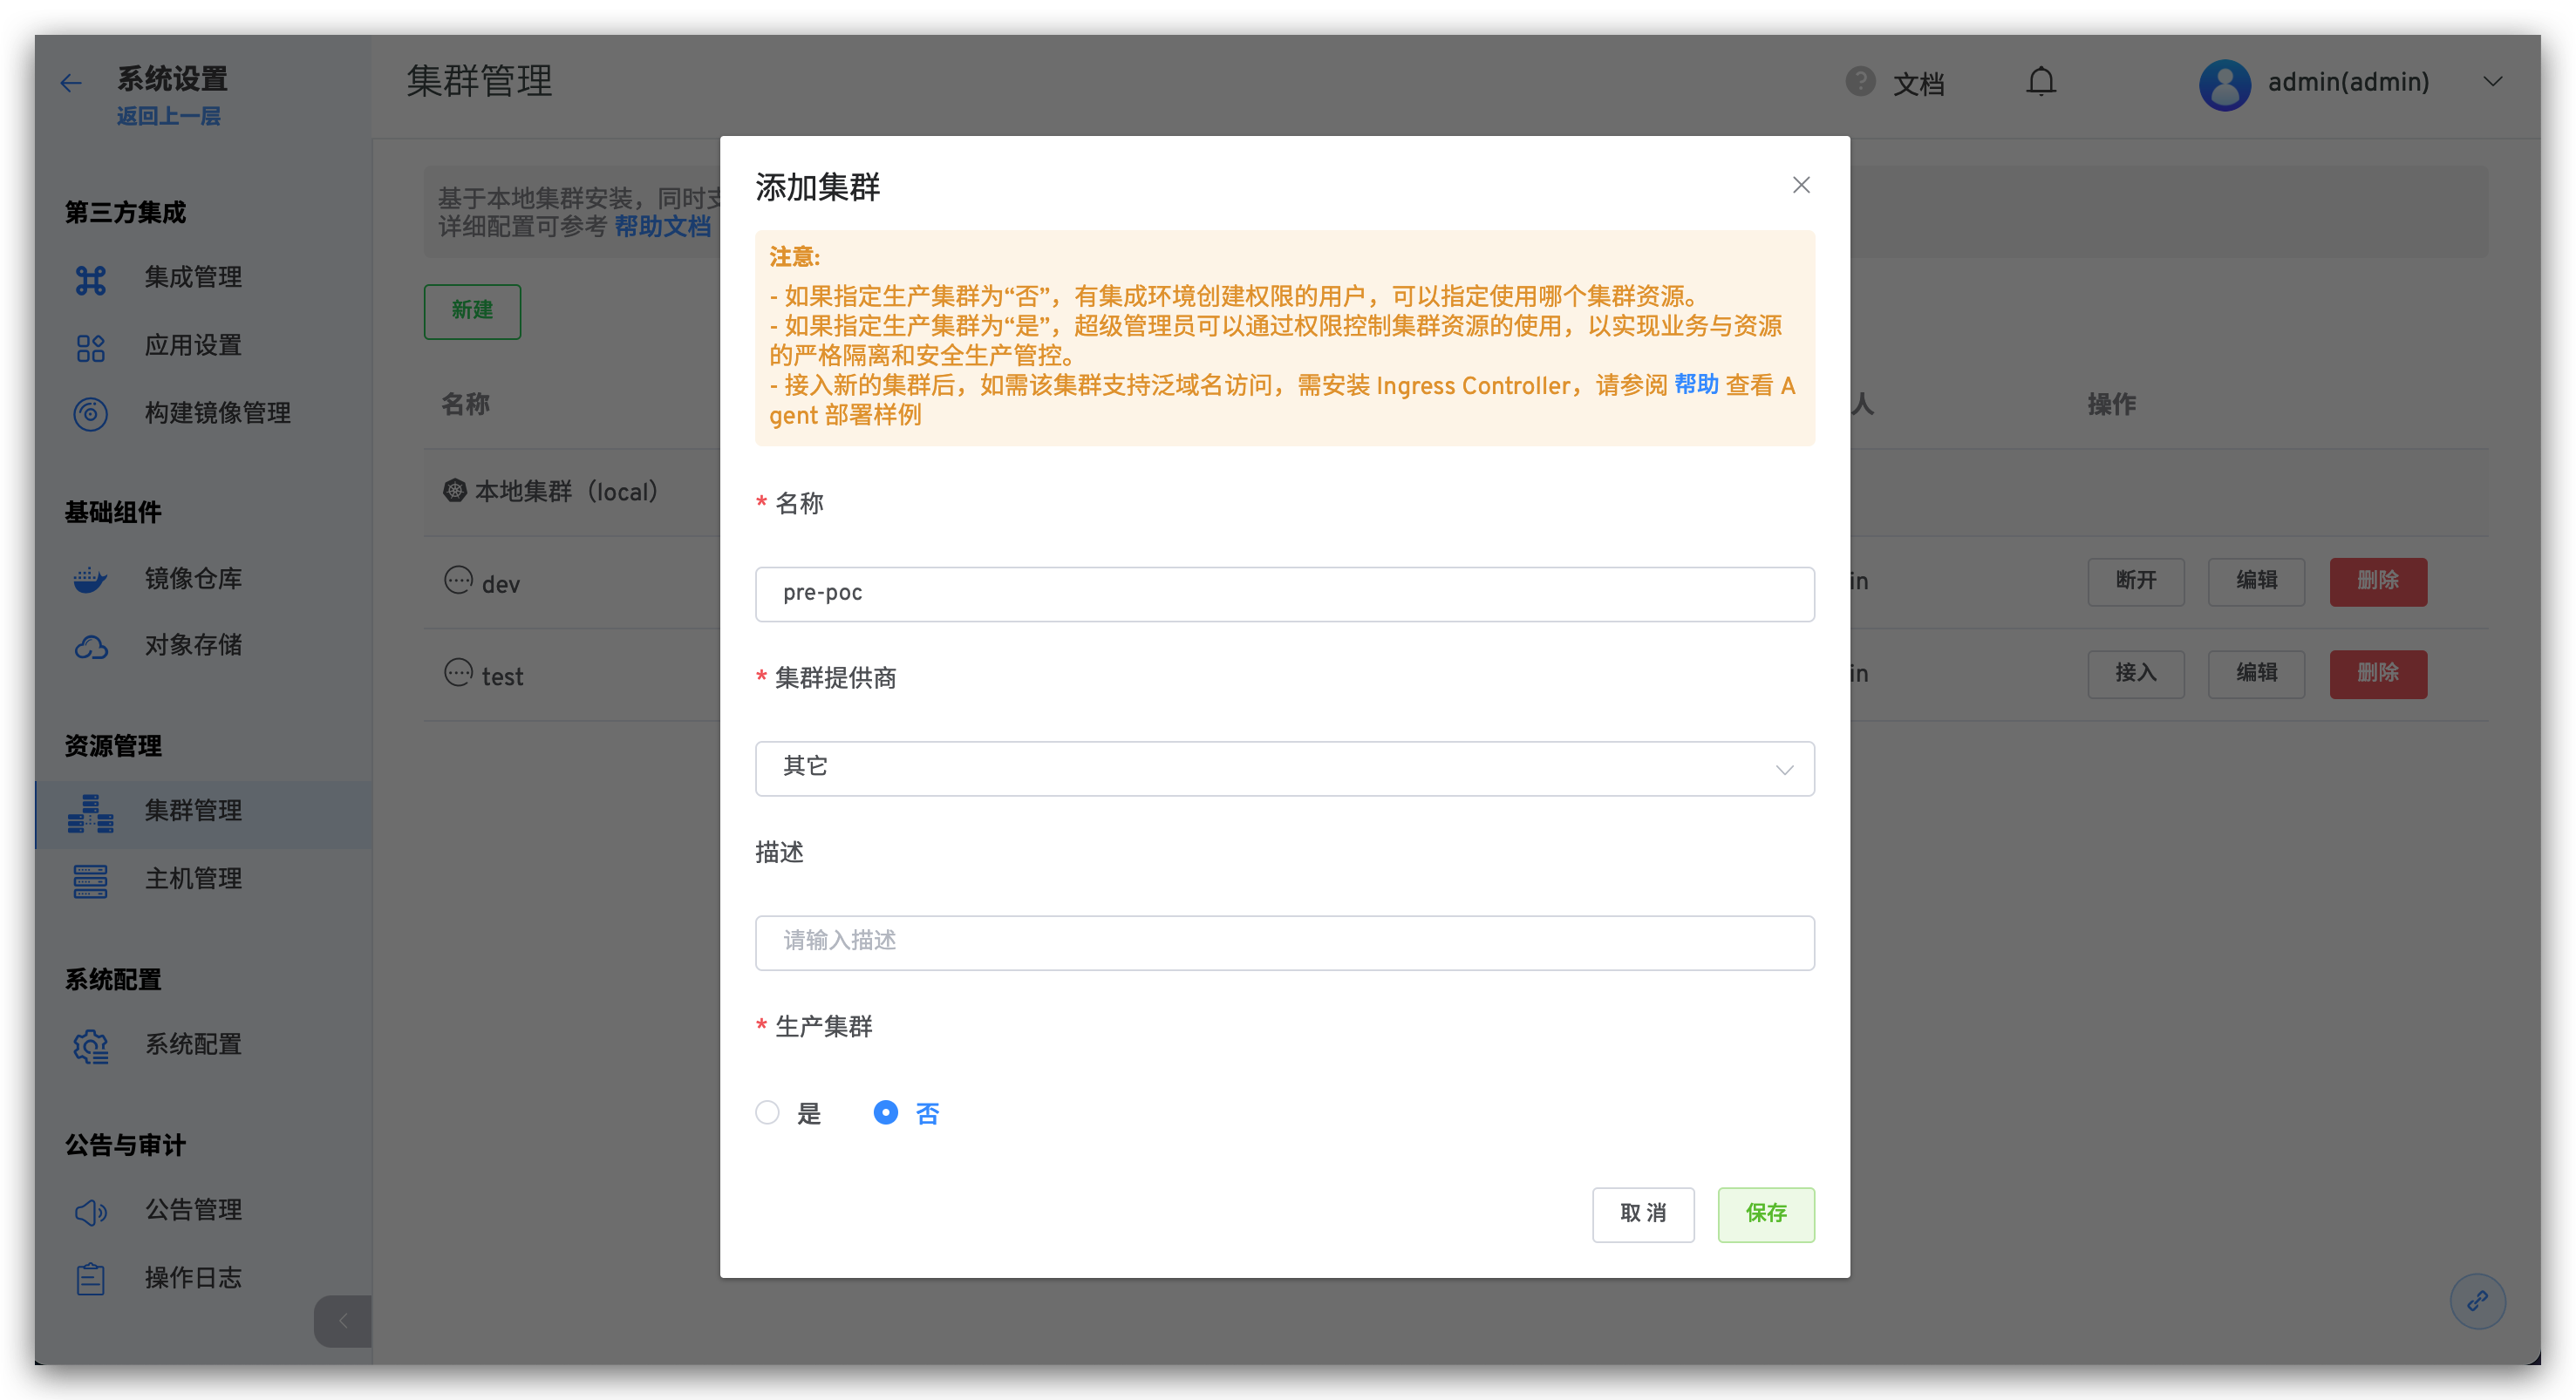 系统设置
返回上一层
集群管理
文档
admin(admin)
第三方集成
集成管理
应用设置
构建镜像管理
基础组件
镜像仓库
对象存储
资源管理
集群管理
主机管理
系统配置
系统配置
公告与审计
公告管理
操作日志
基于本地集群安装，同时支
详细配置可参考 帮助文档
新建
名称
人
操作
本地集群（local）
dev
in
断开
编辑
删除
test
in
接入
编辑
删除
添加集群
注意:
- 如果指定生产集群为“否”，有集成环境创建权限的用户，可以指定使用哪个集群资源。
- 如果指定生产集群为“是”，超级管理员可以通过权限控制集群资源的使用，以实现业务与资源
的严格隔离和安全生产管控。
- 接入新的集群后，如需该集群支持泛域名访问，需安装 Ingress Controller，请参阅 帮助 查看 A
gent 部署样例
* 名称
pre-poc
* 集群提供商
其它
描述
请输入描述
* 生产集群
是
否
取 消
保存